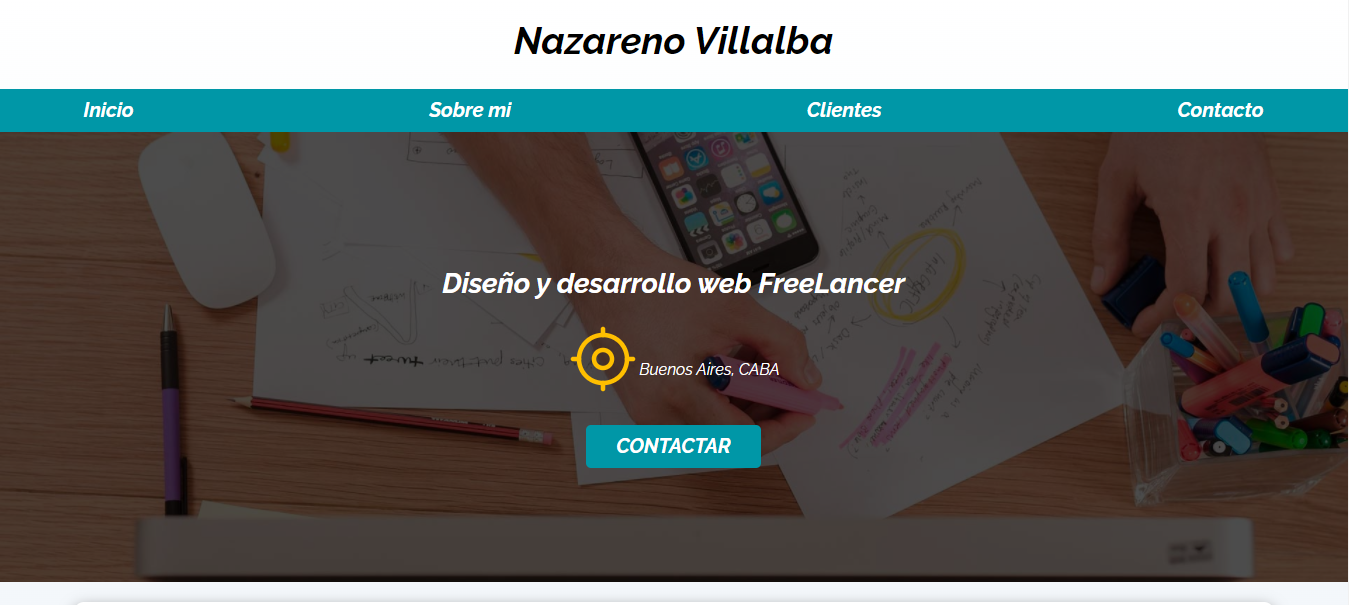 Nazareno Villalba
Inicio Sobre mi Clientes Contacto
Diseño y desarrollo web FreeLancer
Buenos Aires, CABA
CONTACTAR